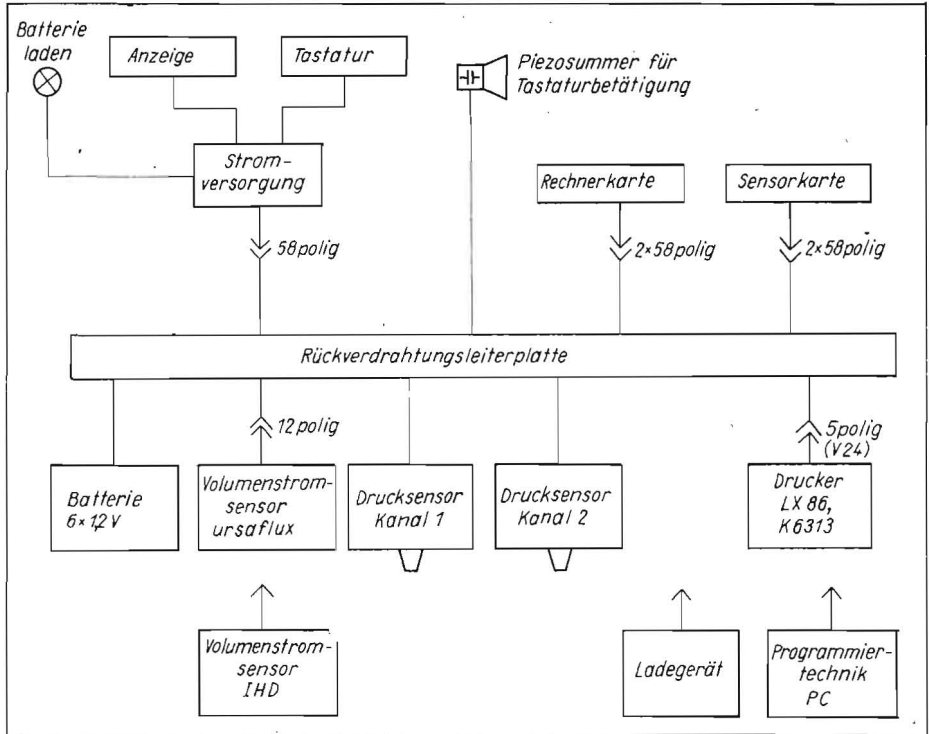 Batterie
laden
Anzeige
Tastatur
Piezosummer für
Tastaturbetätigung
Strom-
versorgung
Rechnerkarte
Sensorkarte
58polig
2×58polig
2×58polig
Rückverdrahtungsleiterplatte
12polig
5polig
(V24)
Batterie
6×1,2 V
Volumenstrom-
sensor
ursaflux
Drucksensor
Kanal 1
Drucksensor
Kanal 2
Drucker
LX 86,
K6313
Volumenstrom-
sensor
IHD
Ladegerät
Programmier-
technik
PC